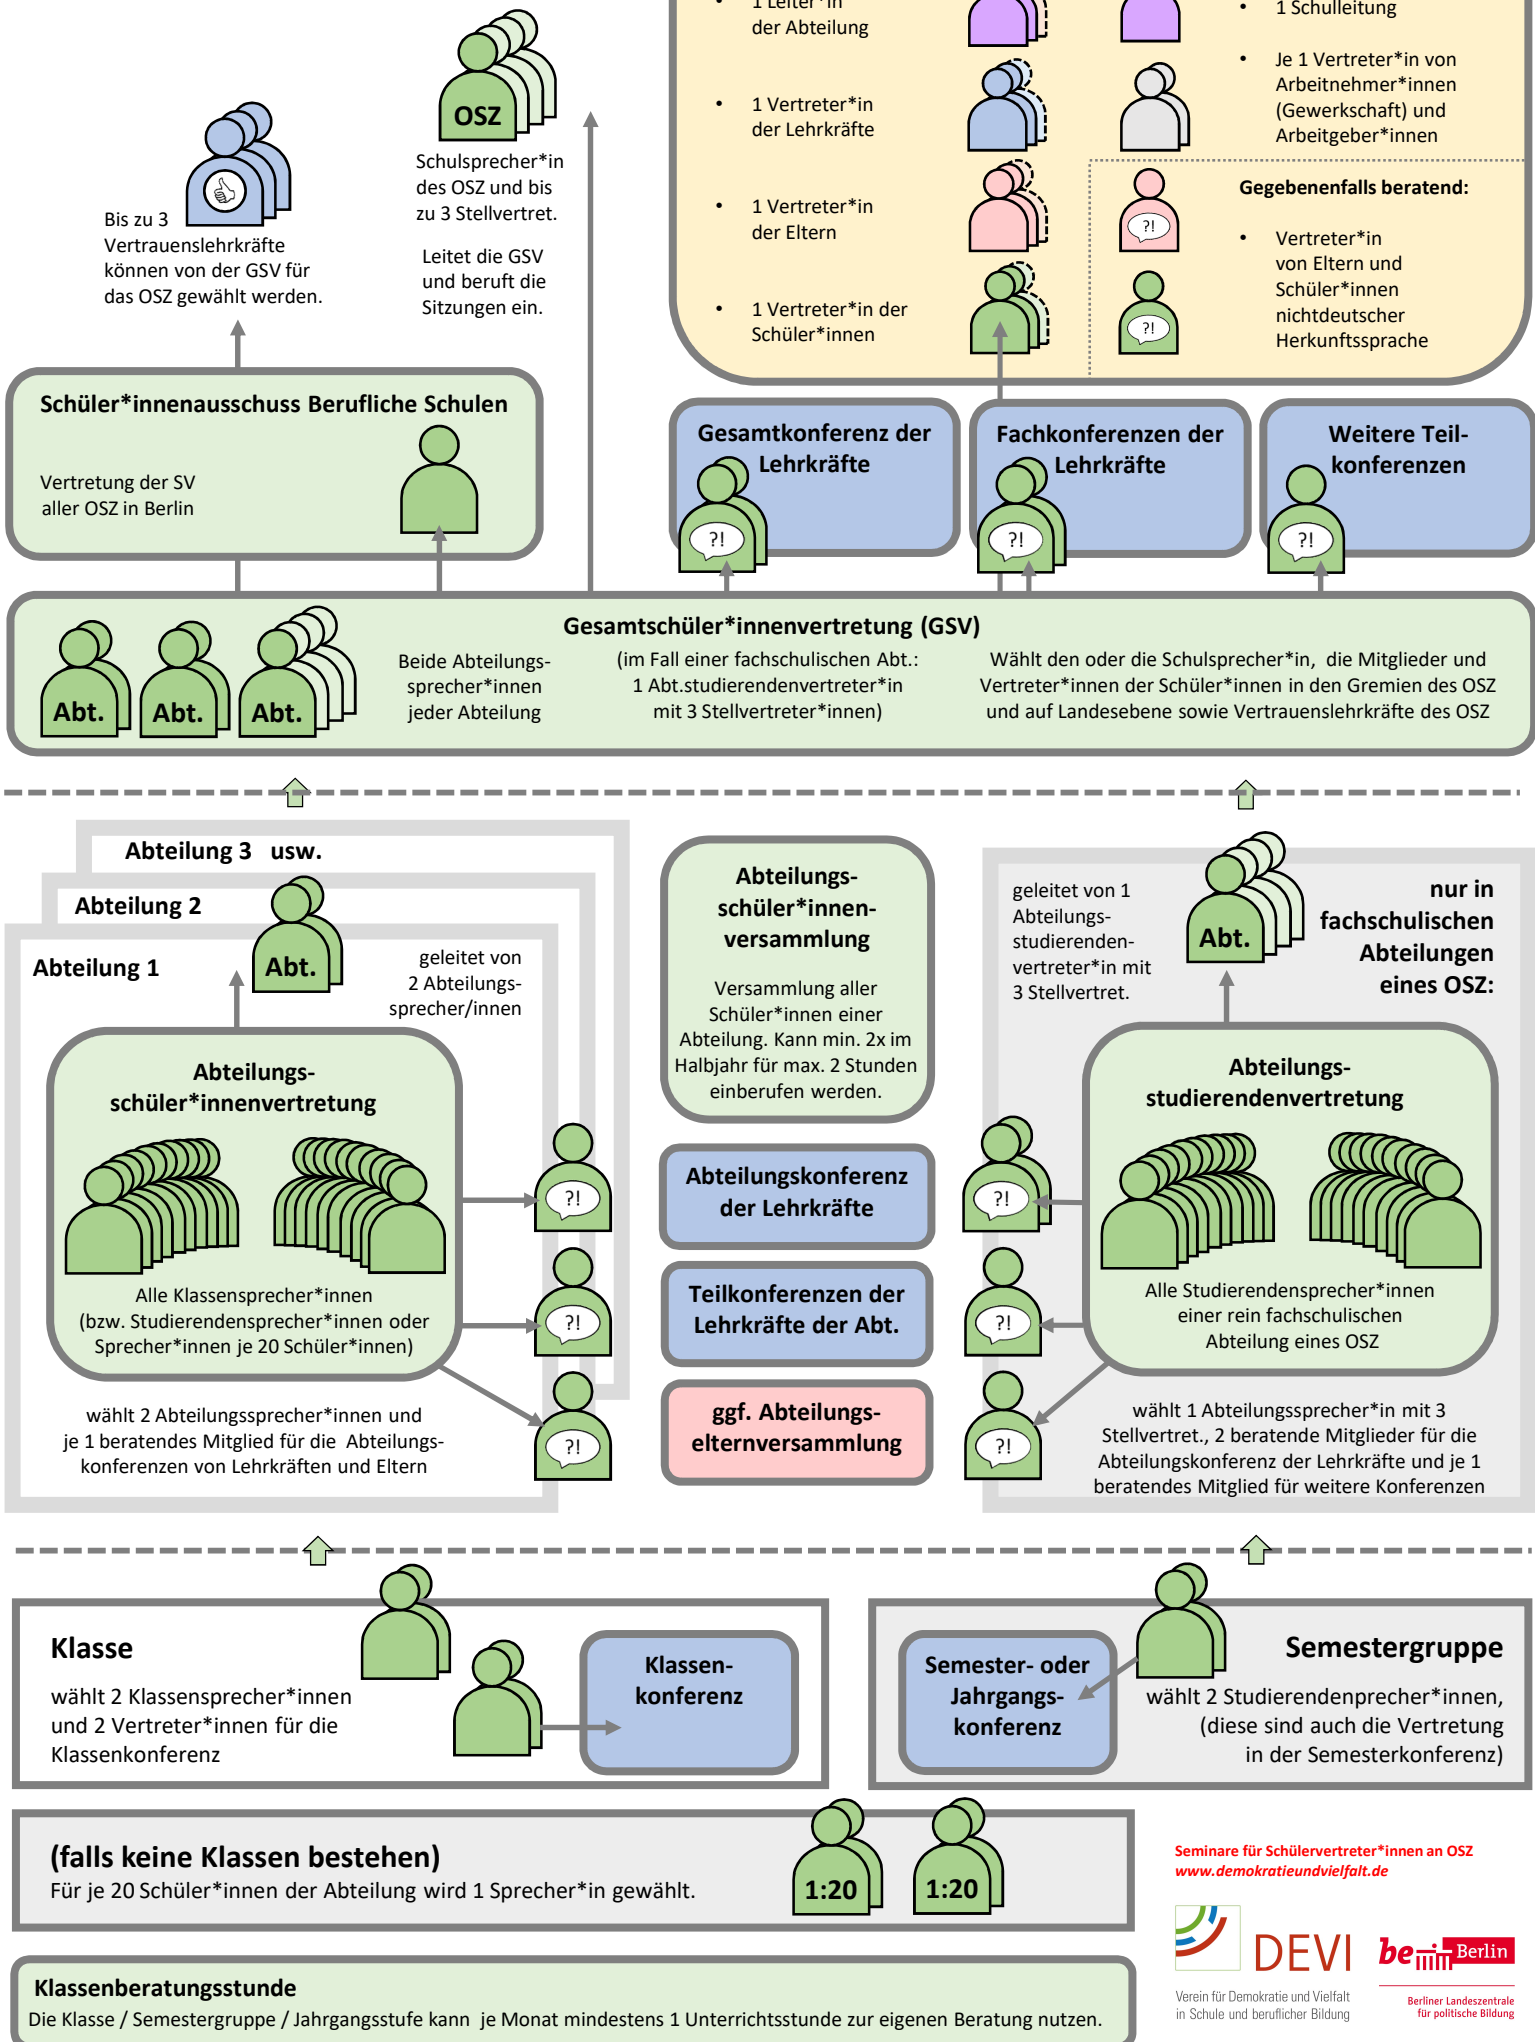 • 1 Leiter*in
der Abteilung
• 1 Vertreter*in
der Lehrkräfte
• 1 Vertreter*in
der Eltern
• 1 Vertreter*in der
Schüler*innen
• 1 Schulleitung
• Je 1 Vertreter*in von
Arbeitnehmer*innen
(Gewerkschaft) und
Arbeitgeber*innen
Gegebenenfalls beratend:
?!
• Vertreter*in
von Eltern und
Schüler*innen
nichtdeutscher
Herkunftssprache
?!
OSZ
Schulsprecher*in
des OSZ und bis
zu 3 Stellvertret.
Leitet die GSV
und beruft die
Sitzungen ein.
Bis zu 3
Vertrauenslehrkräfte
können von der GSV für
das OSZ gewählt werden.
Schüler*innenausschuss Berufliche Schulen
Vertretung der SV
aller OSZ in Berlin
Gesamtkonferenz der
Lehrkräfte
?!
Fachkonferenzen der
Lehrkräfte
?!
Weitere Teil-
konferenzen
?!
Gesamtschüler*innenvertretung (GSV)
Abt.
Abt.
Abt.
Beide Abteilungs-
sprecher*innen
jeder Abteilung
(im Fall einer fachschulischen Abt.:
1 Abt.studierendenvertreter*in
mit 3 Stellvertreter*innen)
Wählt den oder die Schulsprecher*in, die Mitglieder und
Vertreter*innen der Schüler*innen in den Gremien des OSZ
und auf Landesebene sowie Vertrauenslehrkräfte des OSZ
Abteilung 3 usw.
Abteilung 2
Abteilung 1
Abt.
geleitet von
2 Abteilungs-
sprecher/innen
Abteilungs-
schüler*innenvertretung
Alle Klassensprecher*innen
(bzw. Studierendensprecher*innen oder
Sprecher*innen je 20 Schüler*innen)
wählt 2 Abteilungssprecher*innen und
je 1 beratendes Mitglied für die Abteilungs-
konferenzen von Lehrkräften und Eltern
?!
?!
?!
Abteilungs-
schüler*innen-
versammlung
Versammlung aller
Schüler*innen einer
Abteilung. Kann min. 2x im
Halbjahr für max. 2 Stunden
einberufen werden.
Abteilungskonferenz
der Lehrkräfte
Teilkonferenzen der
Lehrkräfte der Abt.
ggf. Abteilungs-
elternversammlung
geleitet von 1
Abteilungs-
studierenden-
vertreter*in mit
3 Stellvertret.
Abt.
nur in
fachschulischen
Abteilungen
eines OSZ:
Abteilungs-
studierendenvertretung
Alle Studierendensprecher*innen
einer rein fachschulischen
Abteilung eines OSZ
?!
?!
?!
wählt 1 Abteilungssprecher*in mit 3
Stellvertret., 2 beratende Mitglieder für die
Abteilungskonferenz der Lehrkräfte und je 1
beratendes Mitglied für weitere Konferenzen
Klasse
wählt 2 Klassensprecher*innen
und 2 Vertreter*innen für die
Klassenkonferenz
Klassen-
konferenz
Semester- oder
Jahrgangs-
konferenz
Semestergruppe
wählt 2 Studierendenprecher*innen,
(diese sind auch die Vertretung
in der Semesterkonferenz)
(falls keine Klassen bestehen)
Für je 20 Schüler*innen der Abteilung wird 1 Sprecher*in gewählt.
1:20
1:20
Klassenberatungsstunde
Die Klasse / Semestergruppe / Jahrgangsstufe kann je Monat mindestens 1 Unterrichtsstunde zur eigenen Beratung nutzen.
Seminare für Schülervertreter*innen an OSZ
www.demokratieundvielfalt.de
DEVI
Verein für Demokratie und Vielfalt
in Schule und beruflicher Bildung
be Berlin
Berliner Landeszentrale
für politische Bildung